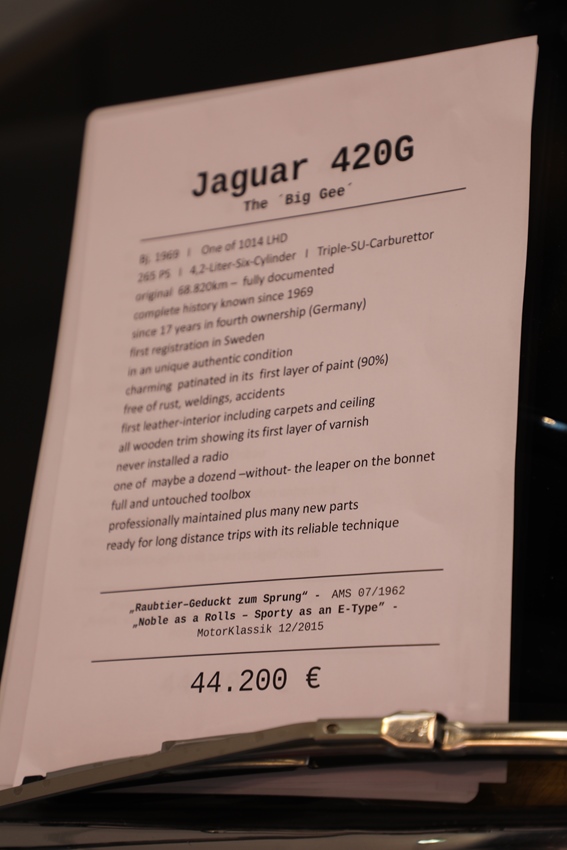 Jaguar 420G
The ´Big Gee´
Bj. 1969 I One of 1014 LHD
265 PS I 4,2-Liter-Six-Cylinder I Triple-SU-Carburettor
original 68.820km – fully documented
complete history known since 1969
since 17 years in fourth ownership (Germany)
first registration in Sweden
in an unique authentic condition
charming patinated in its first layer of paint (90%)
free of rust, weldings, accidents
first leather-interior including carpets and ceiling
all wooden trim showing its first layer of varnish
never installed a radio
one of maybe a dozend –without- the leaper on the bonnet
full and untouched toolbox
professionally maintained plus many new parts
ready for long distance trips with its reliable technique
„Raubtier–Geduckt zum Sprung“ - AMS 07/1962
„Noble as a Rolls – Sporty as an E-Type“ -
MotorKlassik 12/2015
44.200 €